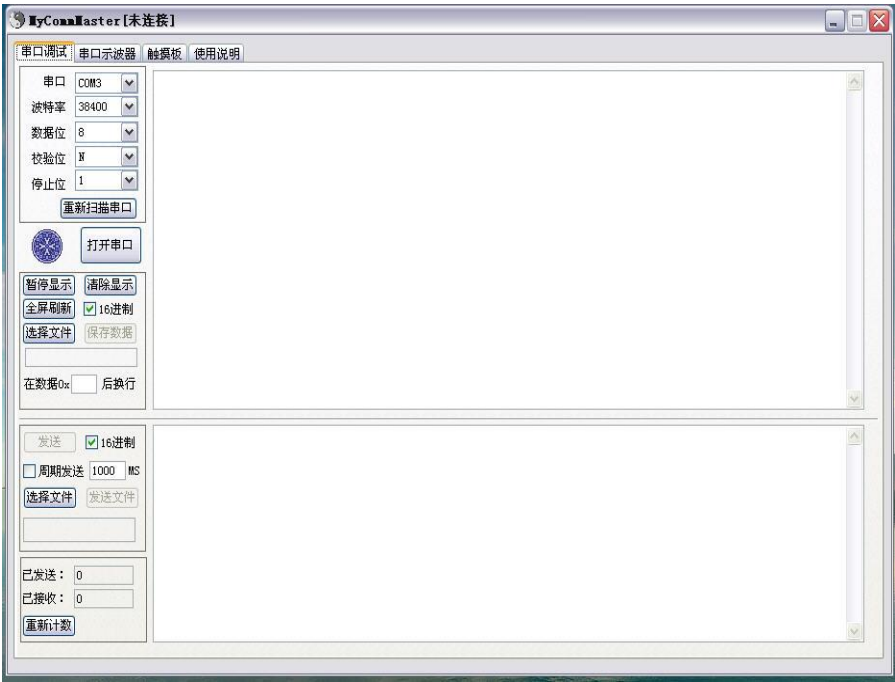 MyCommMaster[未连接]
串口调试 串口示波器 触摸板 使用说明
串口 COM3
波特率 38400
数据位 8
校验位 N
停止位 1
重新扫描串口
打开串口
暂停显示 清除显示
全屏刷新 16进制
选择文件 保存数据
在数据0x 后换行
发送 16进制
周期发送 1000 MS
选择文件 发送文件
已发送： 0
已接收： 0
重新计数